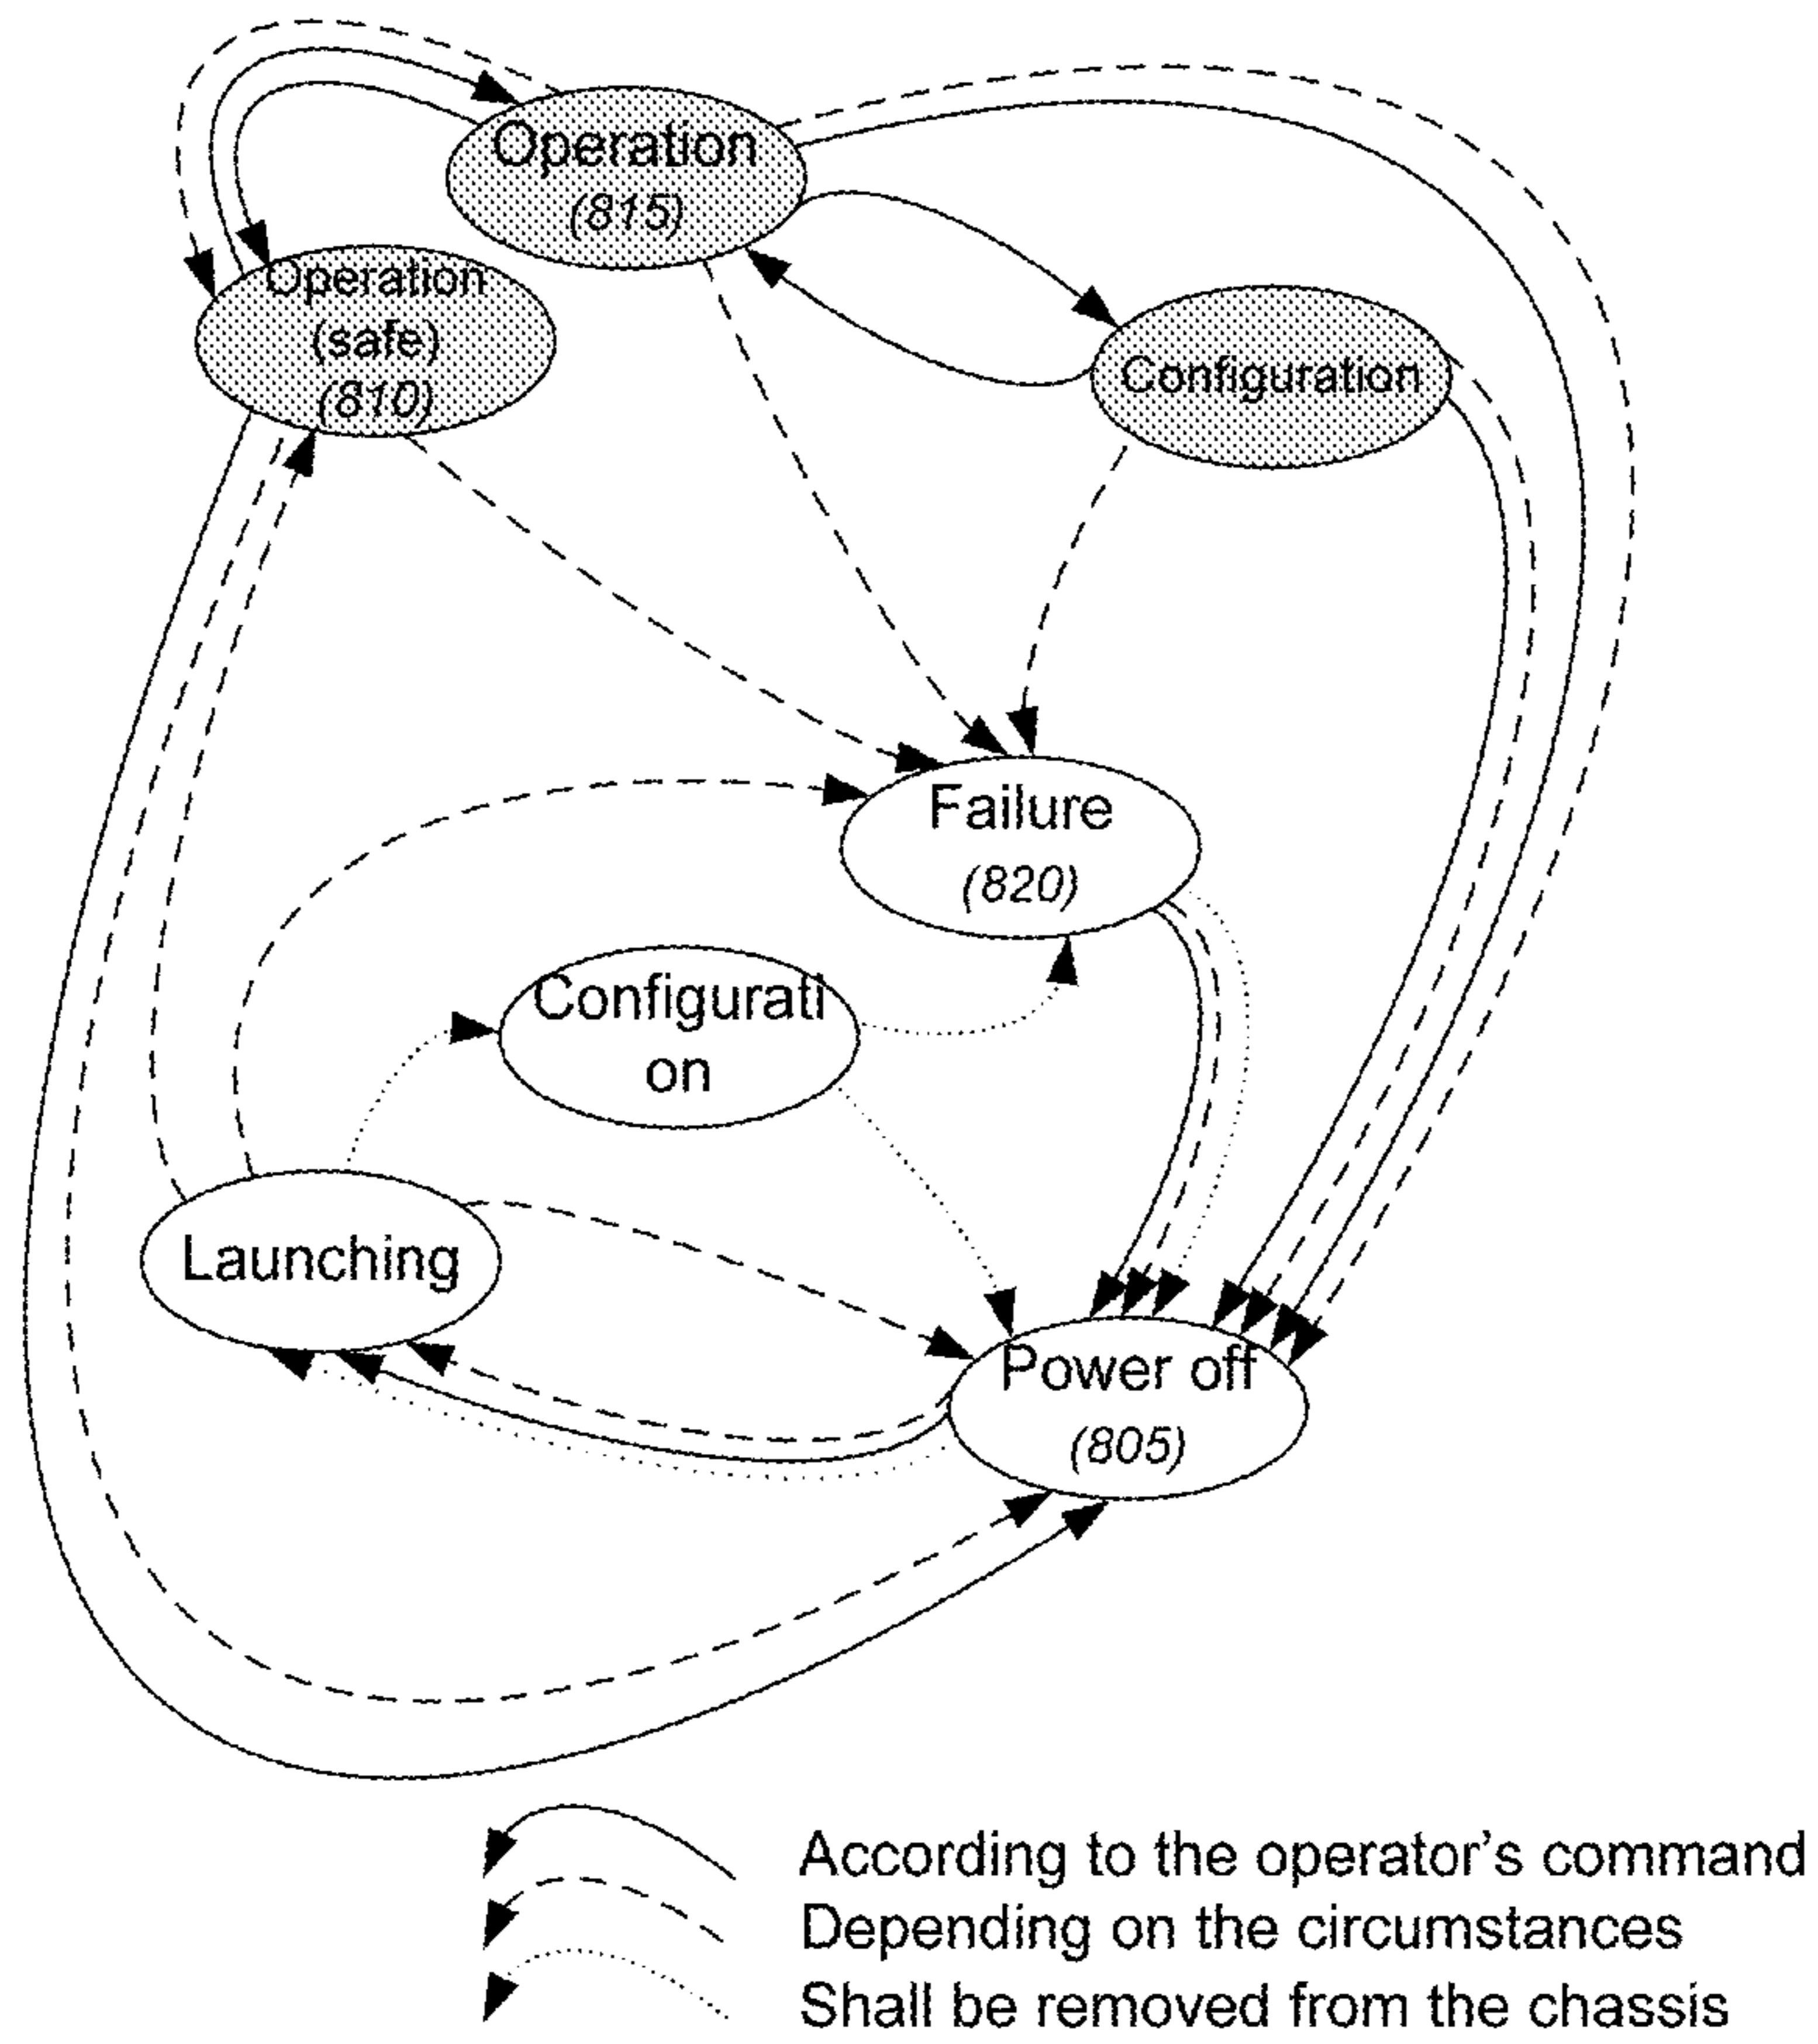 Operation
(815)
Operation
(safe)
(810)
Configuration
Failure
(820)
Configurati
on
Launching
Power off
(805)
According to the operator's command
Depending on the circumstances
Shall be removed from the chassis